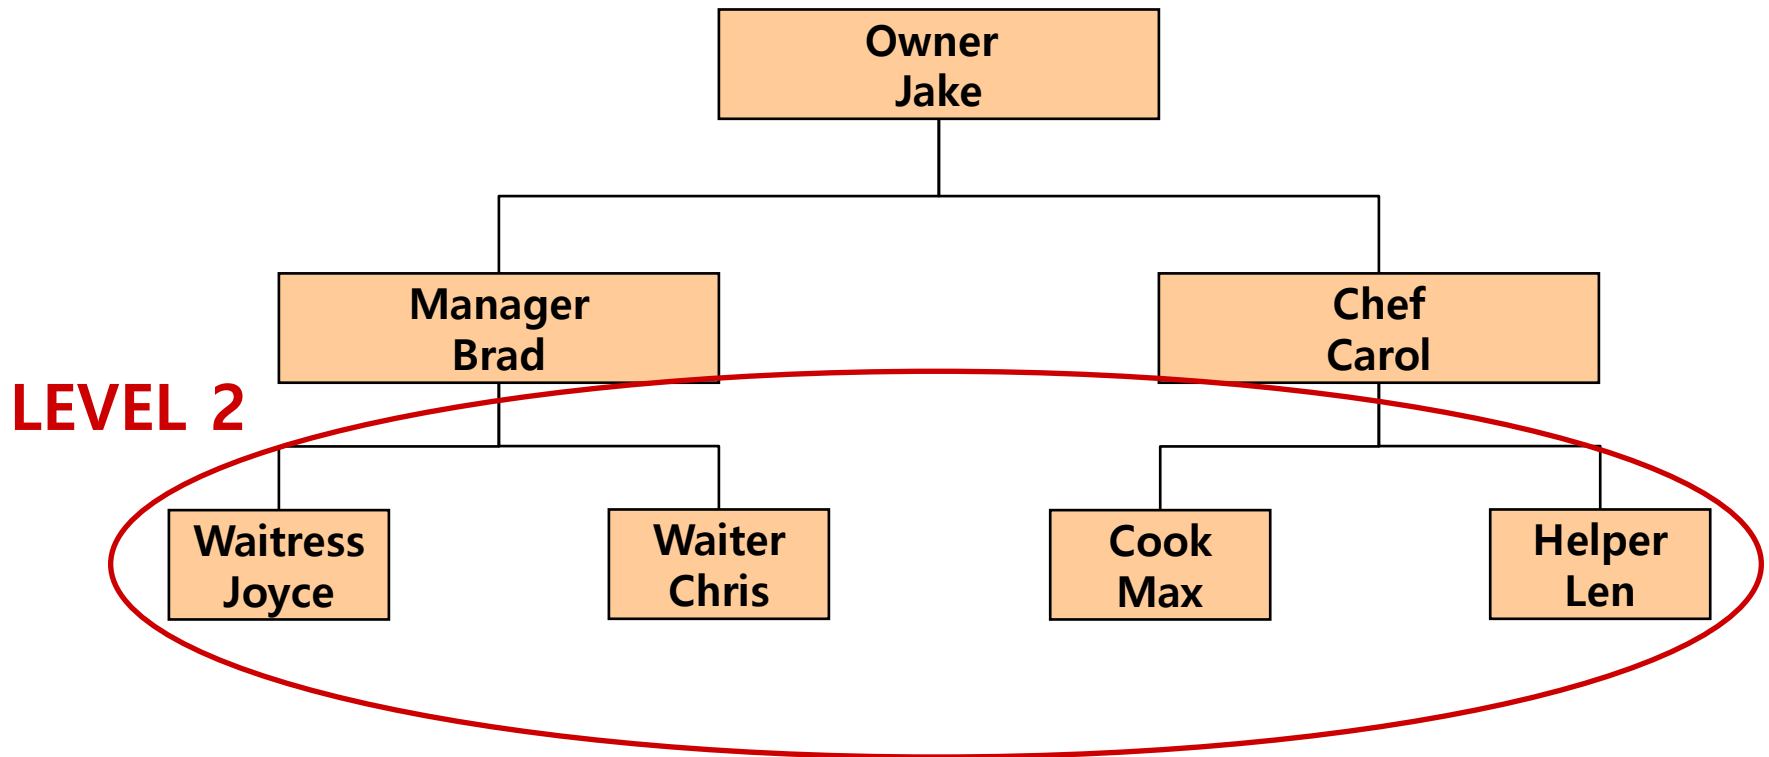 Owner
Jake
Manager
Brad
Chef
Carol
LEVEL 2
Waitress
Joyce
Waiter
Chris
Cook
Max
Helper
Len